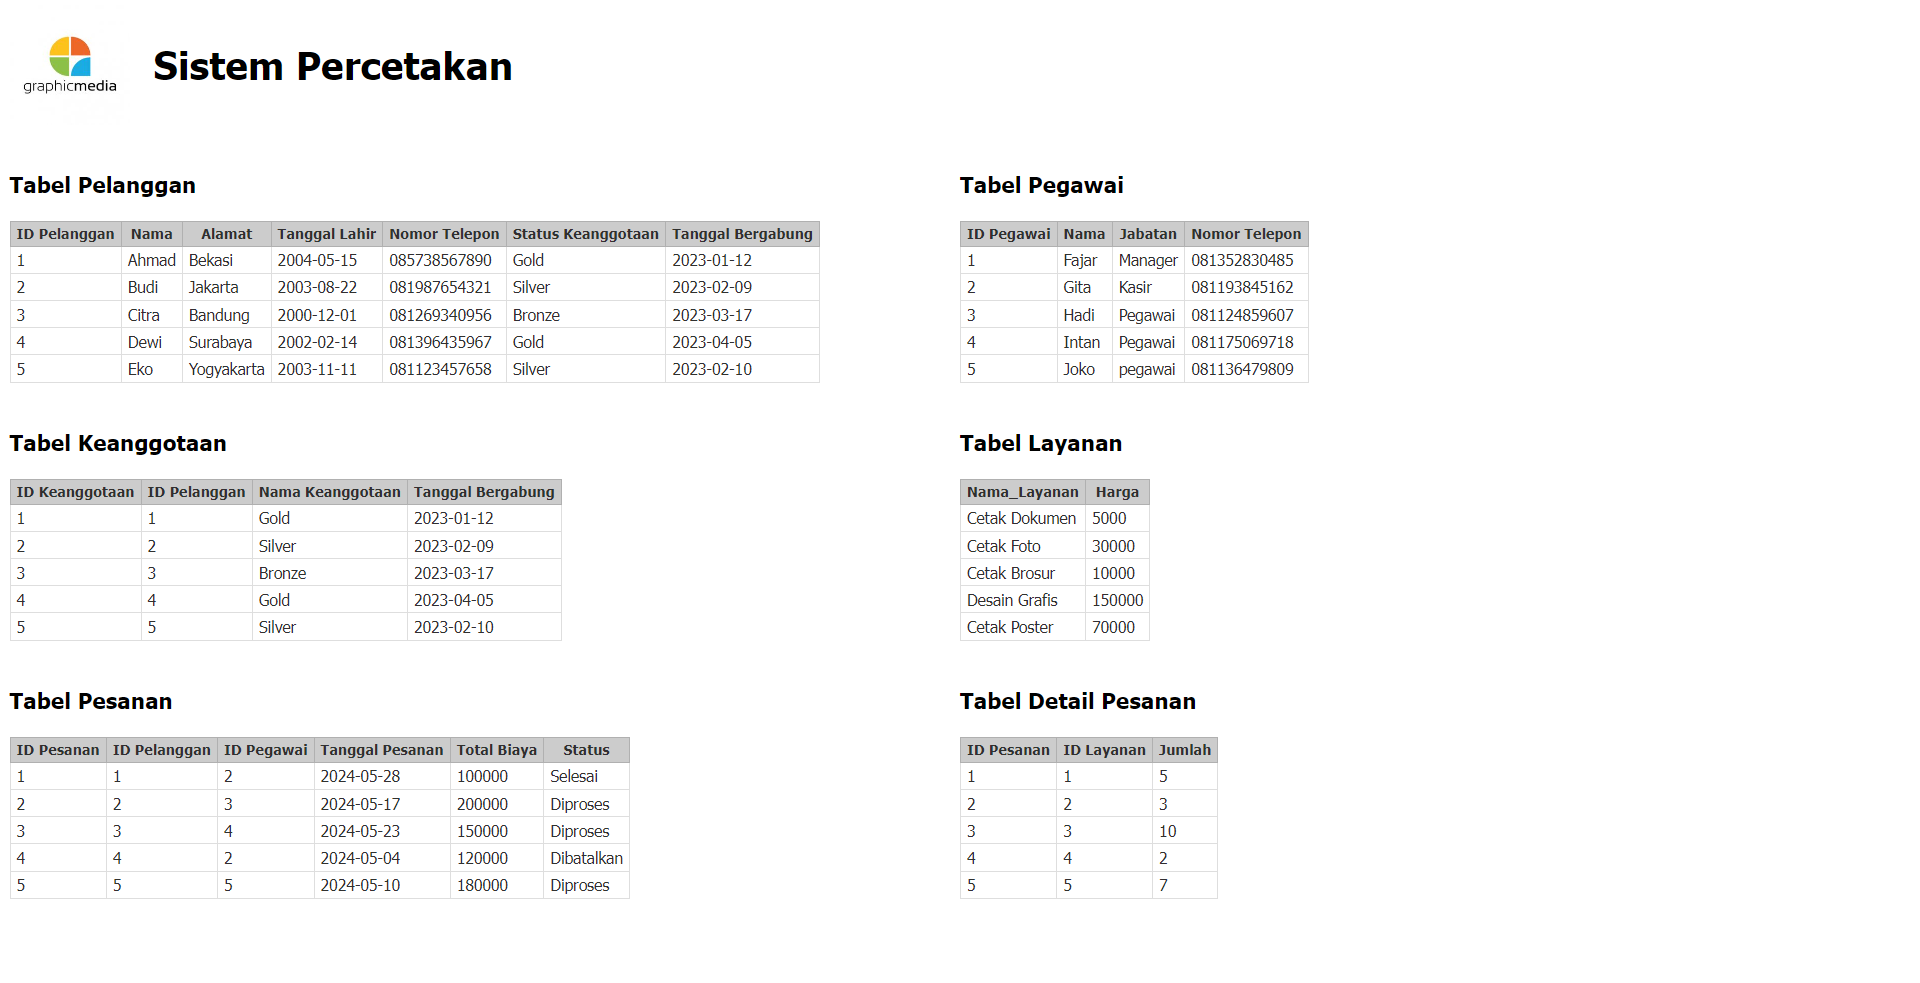 graphicmedia
Sistem Percetakan
Tabel Pelanggan
ID Pelanggan Nama Alamat Tanggal Lahir Nomor Telepon Status Keanggotaan Tanggal Bergabung
1 Ahmad Bekasi 2004-05-15 085738567890 Gold 2023-01-12
2 Budi Jakarta 2003-08-22 081987654321 Silver 2023-02-09
3 Citra Bandung 2000-12-01 081269340956 Bronze 2023-03-17
4 Dewi Surabaya 2002-02-14 081396435967 Gold 2023-04-05
5 Eko Yogyakarta 2003-11-11 081123457658 Silver 2023-02-10
Tabel Pegawai
ID Pegawai Nama Jabatan Nomor Telepon
1 Fajar Manager 081352830485
2 Gita Kasir 081193845162
3 Hadi Pegawai 081124859607
4 Intan Pegawai 081175069718
5 Joko pegawai 081136479809
Tabel Keanggotaan
ID Keanggotaan ID Pelanggan Nama Keanggotaan Tanggal Bergabung
1 1 Gold 2023-01-12
2 2 Silver 2023-02-09
3 3 Bronze 2023-03-17
4 4 Gold 2023-04-05
5 5 Silver 2023-02-10
Tabel Layanan
Nama_Layanan Harga
Cetak Dokumen 5000
Cetak Foto 30000
Cetak Brosur 10000
Desain Grafis 150000
Cetak Poster 70000
Tabel Pesanan
ID Pesanan ID Pelanggan ID Pegawai Tanggal Pesanan Total Biaya Status
1 1 2 2024-05-28 100000 Selesai
2 2 3 2024-05-17 200000 Diproses
3 3 4 2024-05-23 150000 Diproses
4 4 2 2024-05-04 120000 Dibatalkan
5 5 5 2024-05-10 180000 Diproses
Tabel Detail Pesanan
ID Pesanan ID Layanan Jumlah
1 1 5
2 2 3
3 3 10
4 4 2
5 5 7